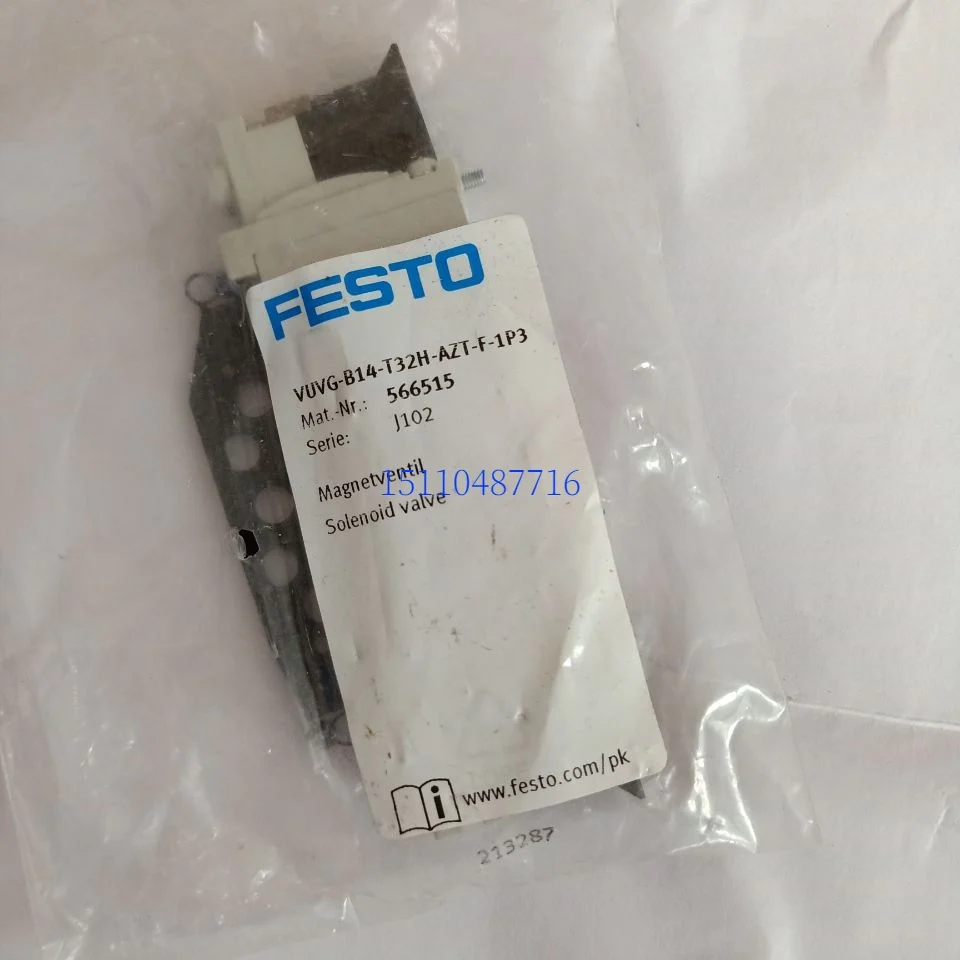 FESTO
VUVG-B14-T32H-AZT-F-1P3
Mat.-Nr.: 566515
Serie: J102
Magnetventil
15110487716
Solenoid valve
i www.festo.com/pk
213287